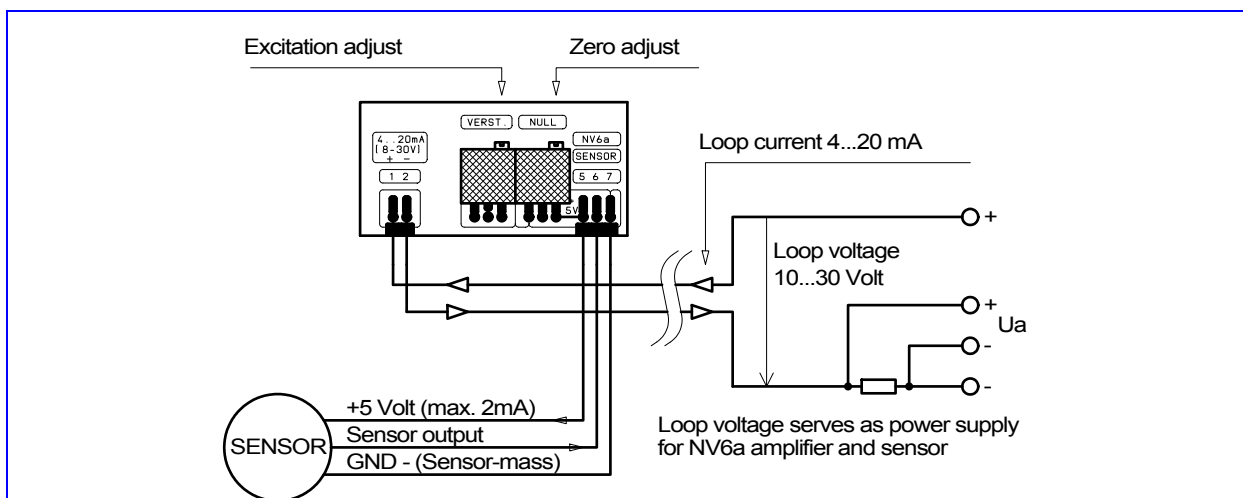 Excitation adjust
Zero adjust
VERST.
NULL
4..20mA
(8-30V)
+ -
1 2
NV6a
SENSOR
5 6 7
5V
Loop current 4...20 mA
+
Loop voltage
10...30 Volt
+
Ua
-
-
+5 Volt (max. 2mA)
Sensor output
GND - (Sensor-mass)
SENSOR
Loop voltage serves as power supply
for NV6a amplifier and sensor